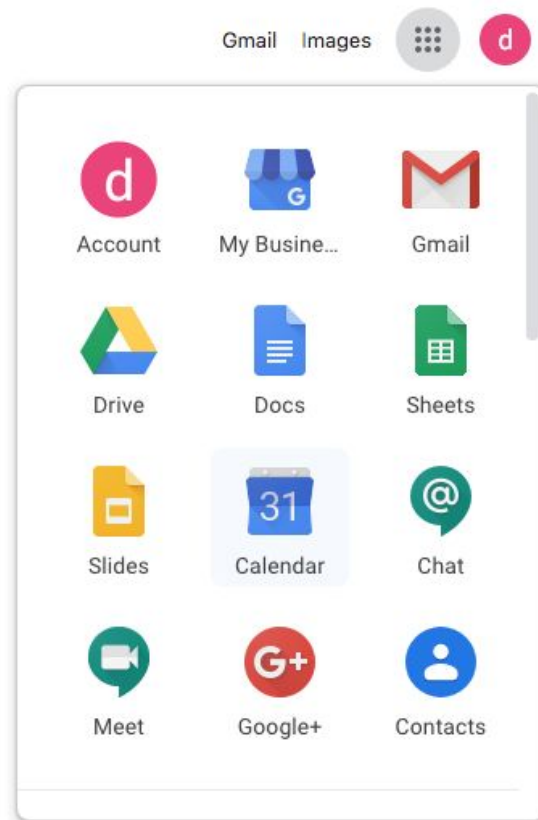 Gmail Images d
d
G
Account My Busine... Gmail
Drive Docs Sheets
31 @
Slides Calendar Chat
G+
Meet Google+ Contacts